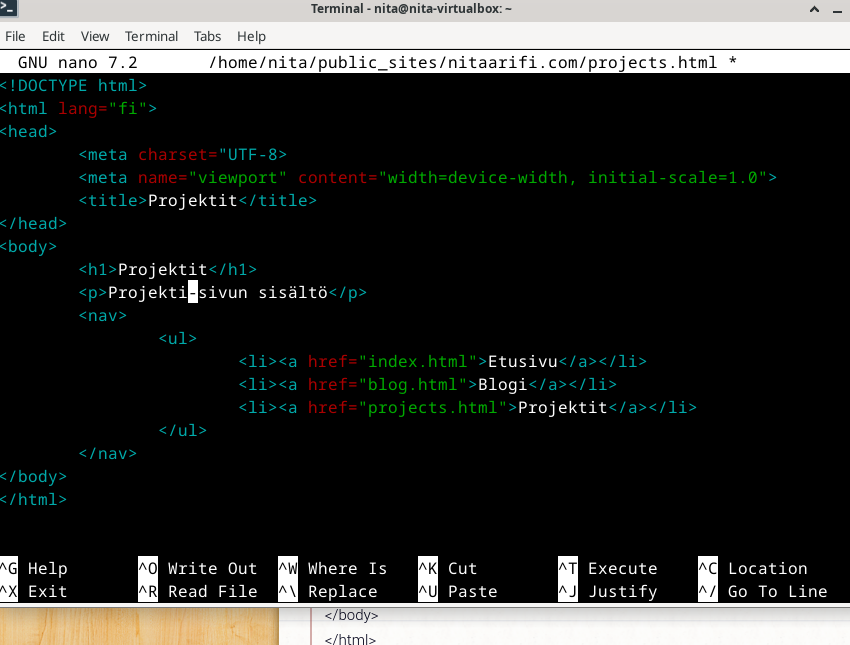 Terminal - nita@nita-virtualbox: ~
File Edit View Terminal Tabs Help
GNU nano 7.2 /home/nita/public_sites/nitaarifi.com/projects.html *
<!DOCTYPE html>
<html lang="fi">
<head>
<meta charset="UTF-8>
<meta name="viewport" content="width=device-width, initial-scale=1.0">
<title>Projektit</title>
</head>
<body>
<h1>Projektit</h1>
<p>Projekti-sivun sisältö</p>
<nav>
<ul>
<li><a href="index.html">Etusivu</a></li>
<li><a href="blog.html">Blogi</a></li>
<li><a href="projects.html">Projektit</a></li>
</ul>
</nav>
</body>
</html>
^G Help ^O Write Out ^W Where Is ^K Cut ^T Execute ^C Location
^X Exit ^R Read File ^\ Replace ^U Paste ^J Justify ^/ Go To Line
</body>
</html>